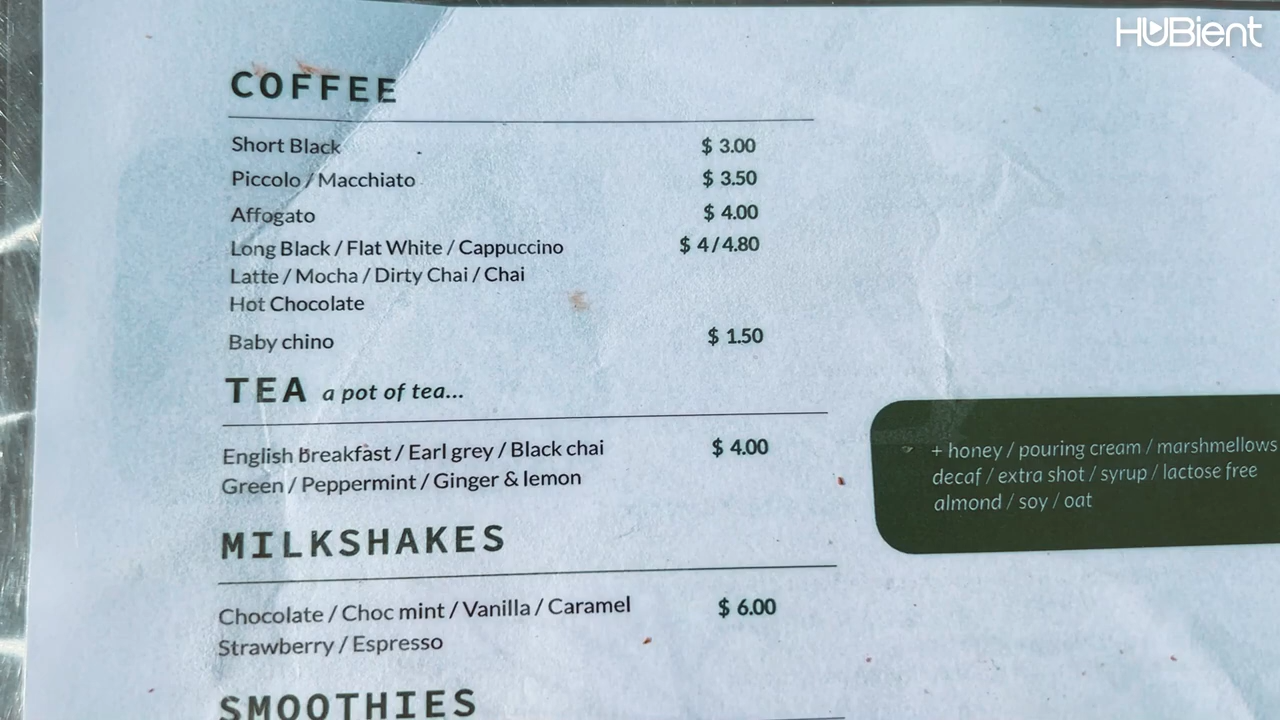 HUBient
COFFEE
Short Black $ 3.00
Piccolo / Macchiato $ 3.50
Affogato $ 4.00
Long Black / Flat White / Cappuccino $ 4/4.80
Latte / Mocha / Dirty Chai / Chai
Hot Chocolate
Baby chino $ 1.50
TEA a pot of tea...
English breakfast / Earl grey / Black chai $ 4.00
Green / Peppermint / Ginger & lemon
+ honey / pouring cream / marshmellows
decaf / extra shot / syrup / lactose free
almond / soy / oat
MILKSHAKES
Chocolate / Choc mint / Vanilla / Caramel $ 6.00
Strawberry / Espresso
SMOOTHIES